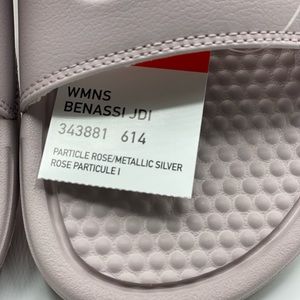 WMNS
BENASSI JDI
343881 614
PARTICLE ROSE/METALLIC SILVER
ROSE PARTICULE I